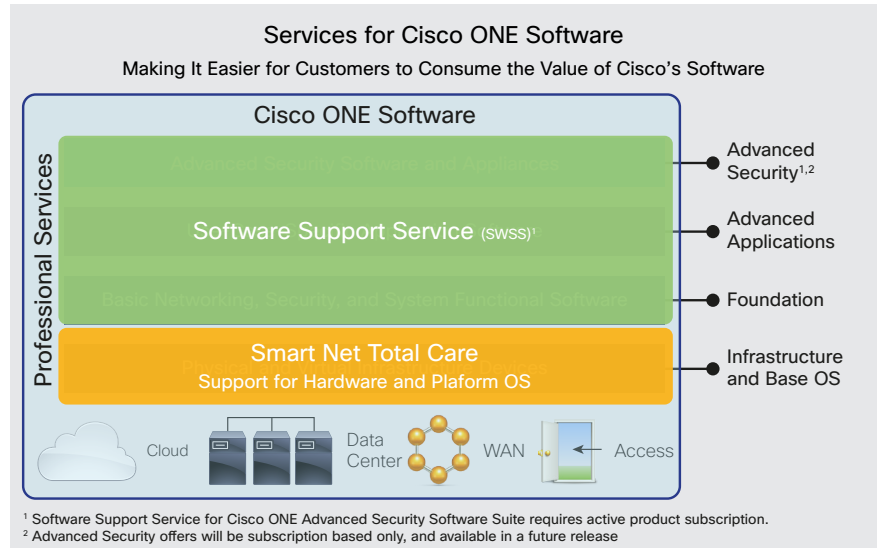 Services for Cisco ONE Software
Making It Easier for Customers to Consume the Value of Cisco's Software
Cisco ONE Software
Professional Services
Advanced Security Software and Appliances
Advanced
Security¹,²
Software Support Service (SWSS)¹
Advanced
Applications
Basic Networking, Security, and System Functional Software
Foundation
Smart Net Total Care
Support for Hardware and Plaform OS
Infrastructure
and Base OS
Cloud
Data
Center
WAN
Access
¹ Software Support Service for Cisco ONE Advanced Security Software Suite requires active product subscription.
² Advanced Security offers will be subscription based only, and available in a future release